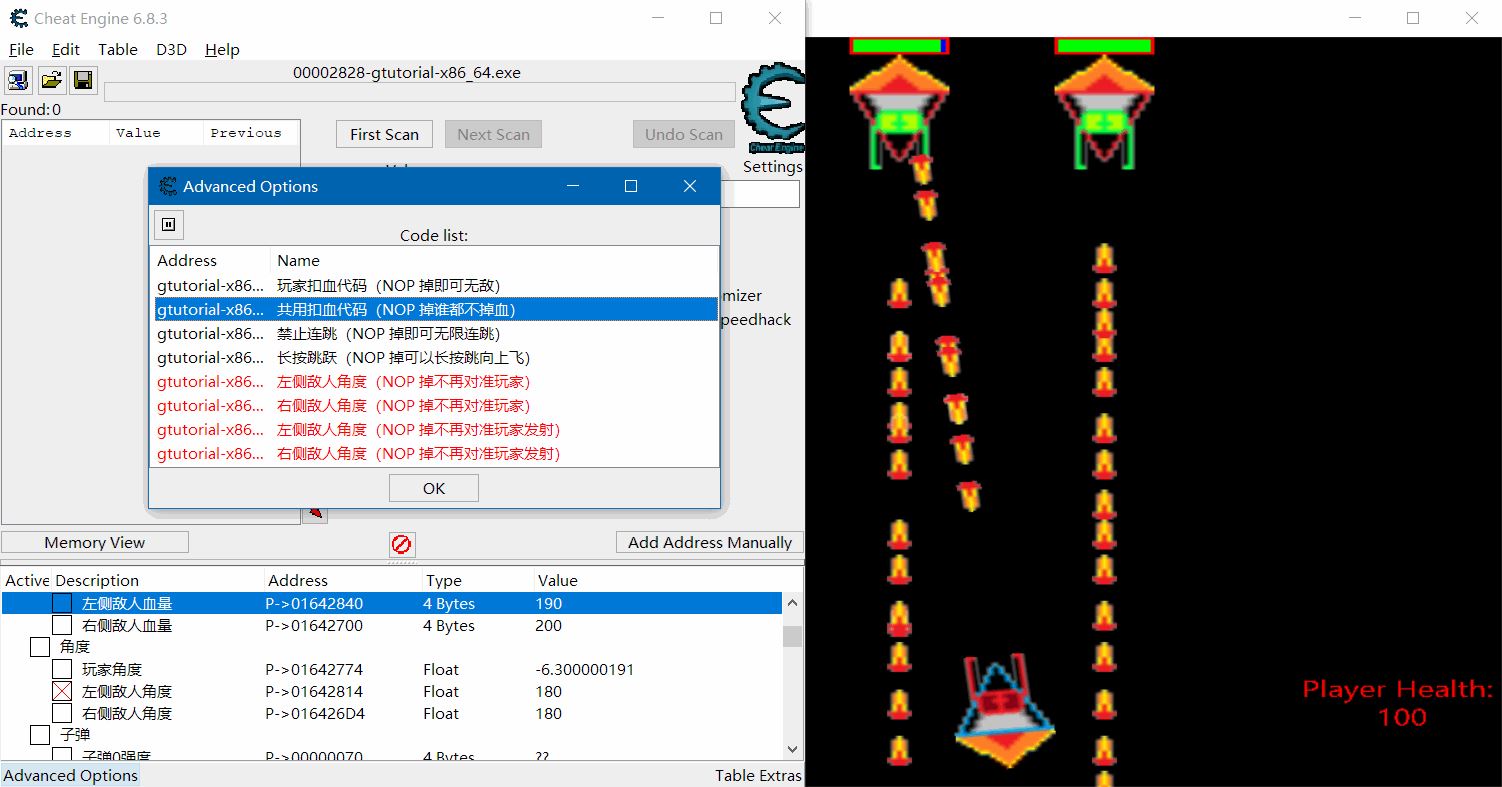 Cheat Engine 6.8.3
File Edit Table D3D Help
00002828-gtutorial-x86_64.exe
Found: 0
Address Value Previous
First Scan Next Scan Undo Scan
Cheat Engine
Settings
Advanced Options
Code list:
Address Name
gtutorial-x86... 玩家扣血代码（NOP 掉即可无敌）
gtutorial-x86... 共用扣血代码（NOP 掉谁都不掉血）
gtutorial-x86... 禁止连跳（NOP 掉即可无限连跳）
gtutorial-x86... 长按跳跃（NOP 掉可以长按跳向上飞）
gtutorial-x86... 左侧敌人角度（NOP 掉不再对准玩家）
gtutorial-x86... 右侧敌人角度（NOP 掉不再对准玩家）
gtutorial-x86... 左侧敌人角度（NOP 掉不再对准玩家发射）
gtutorial-x86... 右侧敌人角度（NOP 掉不再对准玩家发射）
OK
mizer
peedhack
Memory View
Add Address Manually
Active Description Address Type Value
左侧敌人血量 P->01642840 4 Bytes 190
右侧敌人血量 P->01642700 4 Bytes 200
角度
玩家角度 P->01642774 Float -6.300000191
左侧敌人角度 P->01642814 Float 180
右侧敌人角度 P->016426D4 Float 180
子弹
子弹0强度 P->00000070 4 Bytes ??
Advanced Options
Table Extras
Player Health:
100